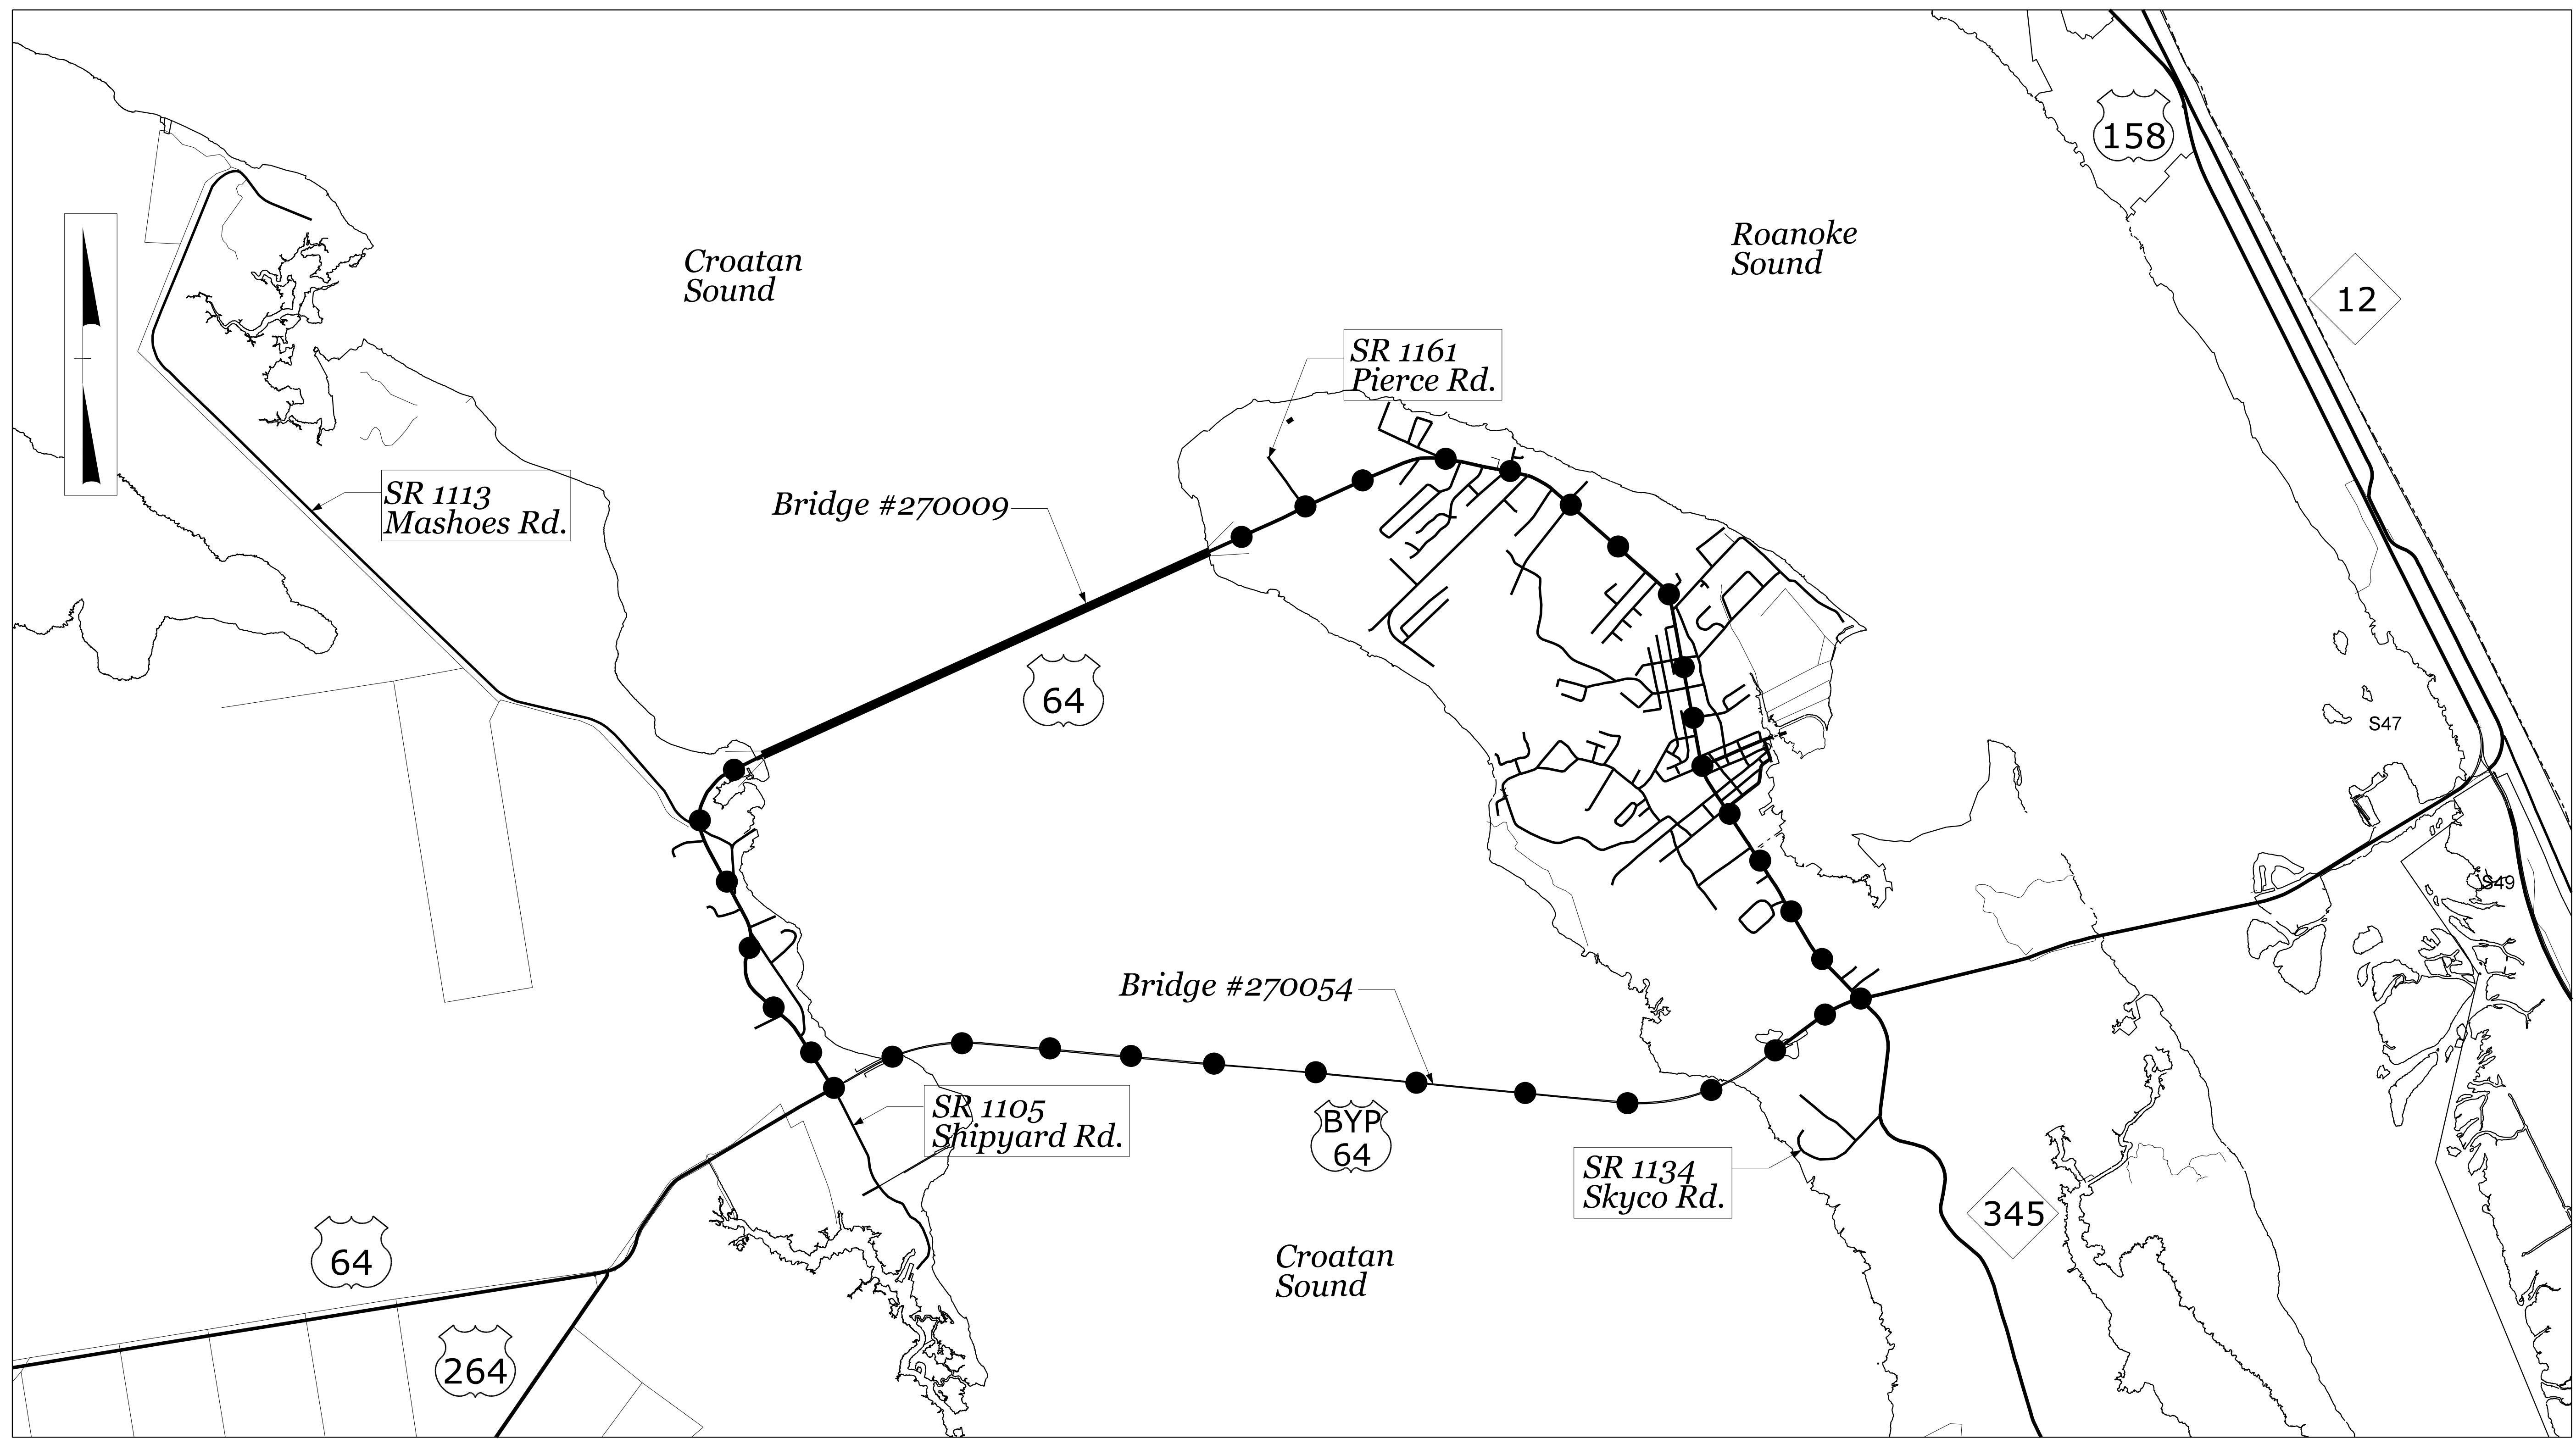 158
Roanoke
Sound
Croatan
Sound
12
SR 1161
Pierce Rd.
SR 1113
Mashoes Rd.
Bridge #270009
64
S47
S49
Bridge #270054
SR 1105
Shipyard Rd.
BYP
64
SR 1134
Skyco Rd.
345
64
Croatan
Sound
264